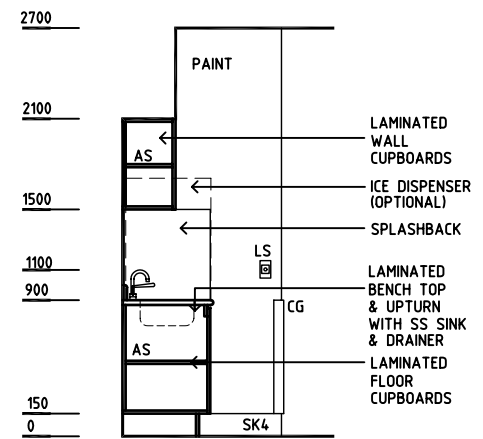 2700
PAINT
2100
LAMINATED
WALL
CUPBOARDS
AS
ICE DISPENSER
(OPTIONAL)
1500
SPLASHBACK
LS
1100
LAMINATED
BENCH TOP
& UPTURN
WITH SS SINK
& DRAINER
900
CG
AS
LAMINATED
FLOOR
CUPBOARDS
150
0
SK4